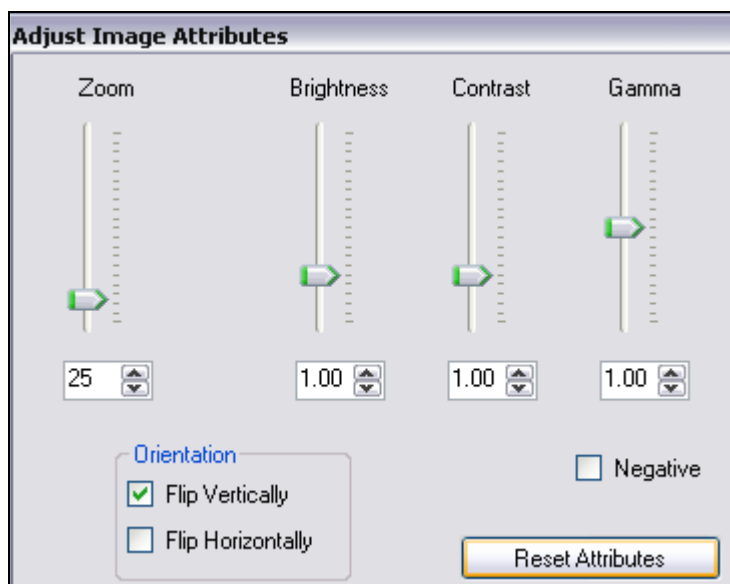 Adjust Image Attributes
Zoom Brightness Contrast Gamma
25 1.00 1.00 1.00
Orientation
Flip Vertically
Flip Horizontally
Negative
Reset Attributes